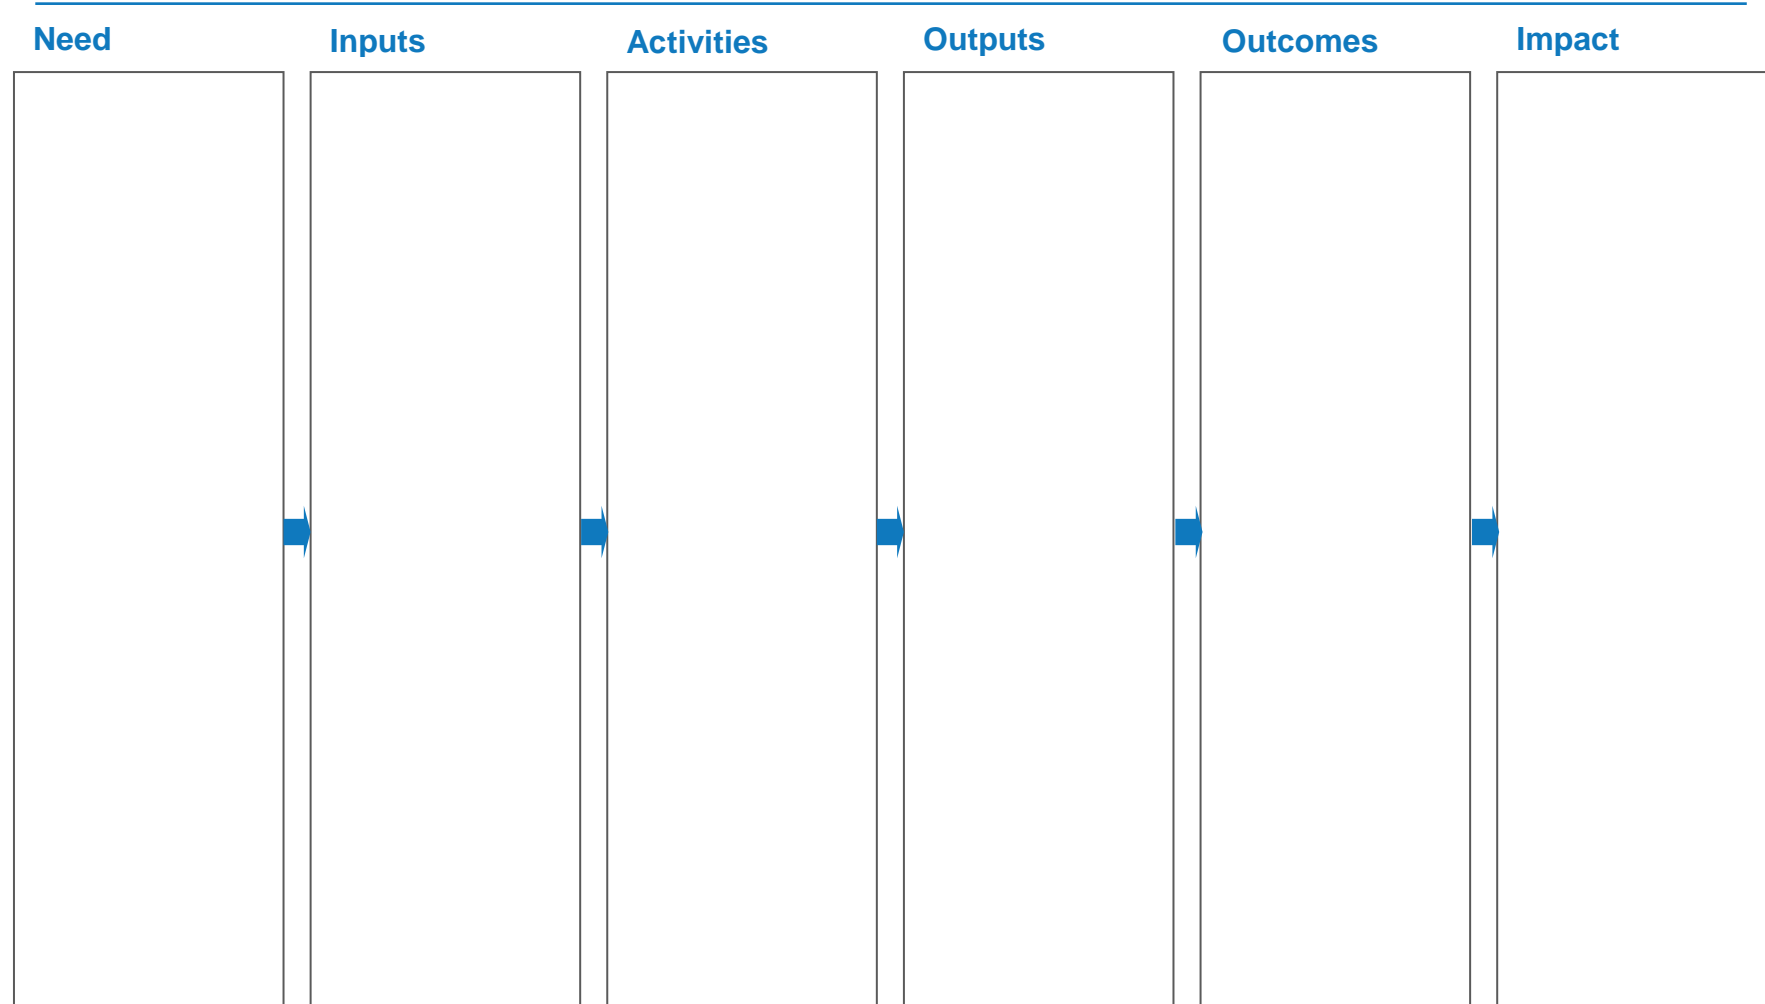 Need
Inputs
Activities
Outputs
Outcomes
Impact